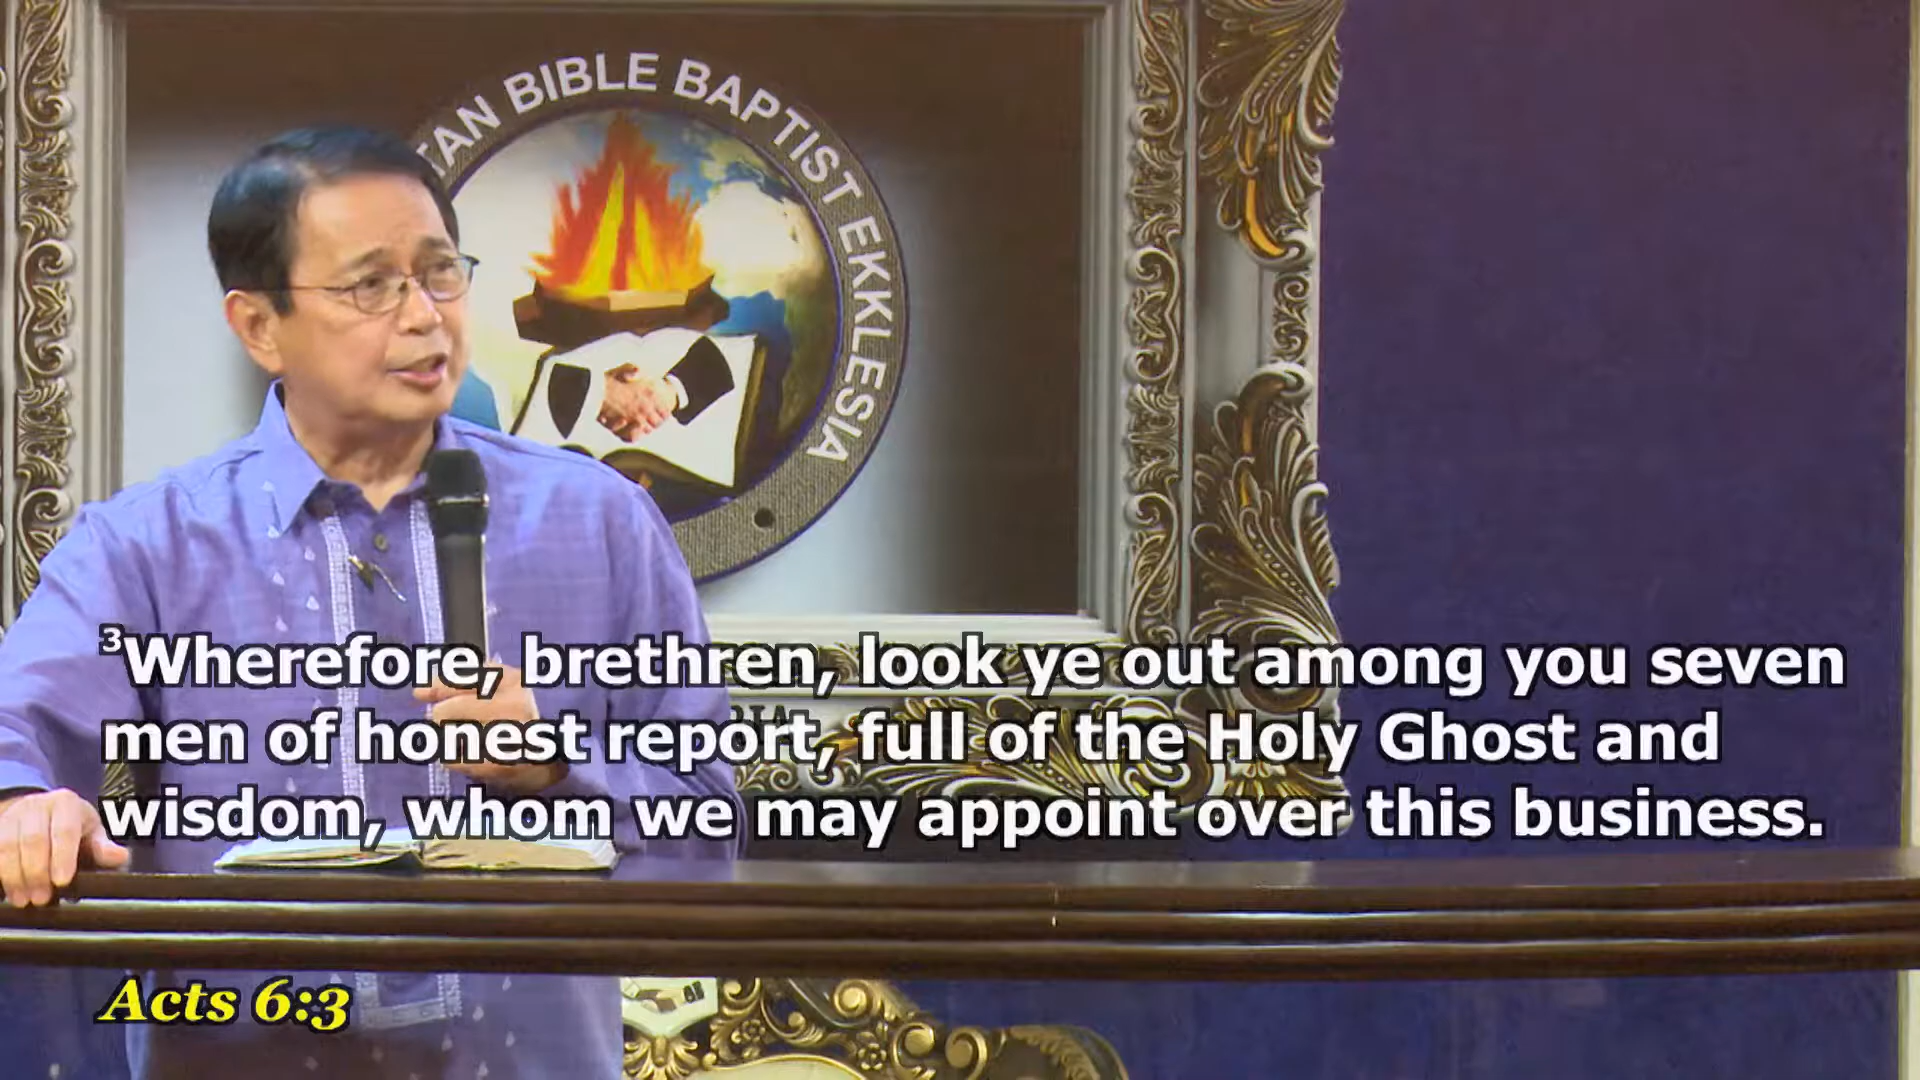 BIBLE BAPTIST EKKLESIA
³Wherefore, brethren, look ye out among you seven
men of honest report, full of the Holy Ghost and
wisdom, whom we may appoint over this business.
Acts 6:3